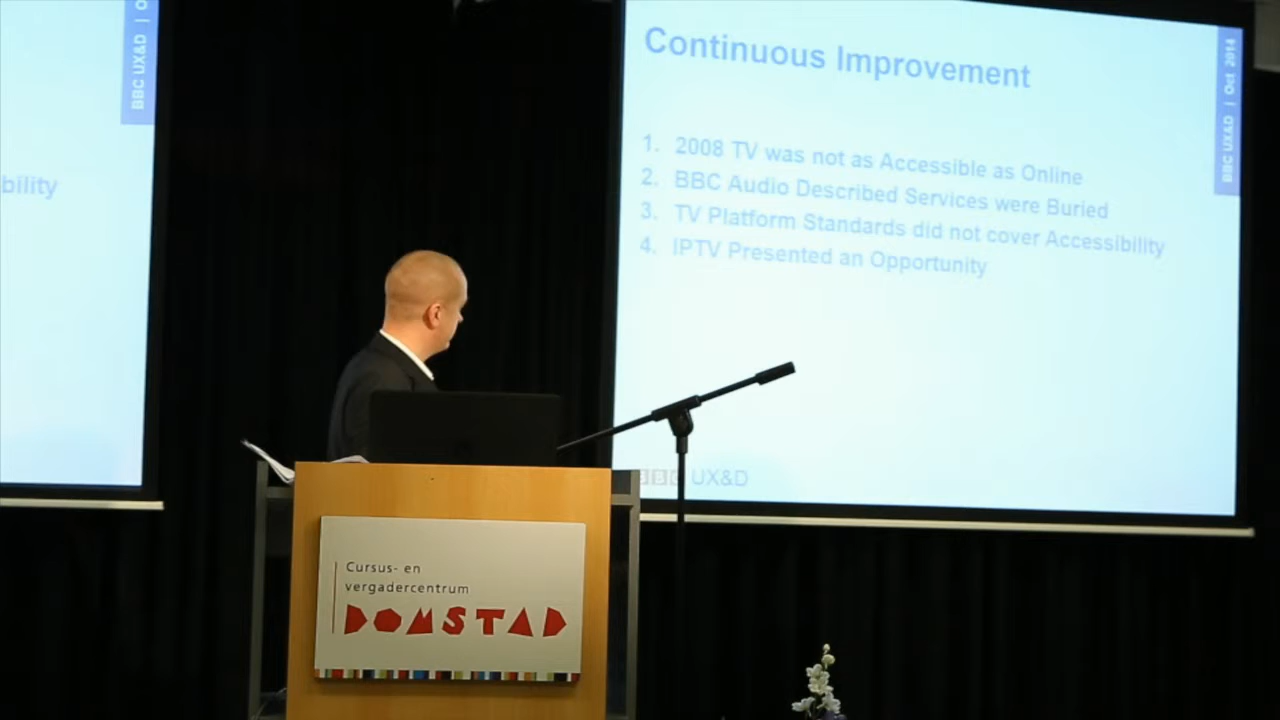 BBC UX&D | O
bility
Continuous Improvement
BBC UX&D | Oct 2014
1. 2008 TV was not as Accessible as Online
2. BBC Audio Described Services were Buried
3. TV Platform Standards did not cover Accessibility
4. IPTV Presented an Opportunity
BBC UX&D
Cursus- en
vergadercentrum
DOMSTAD